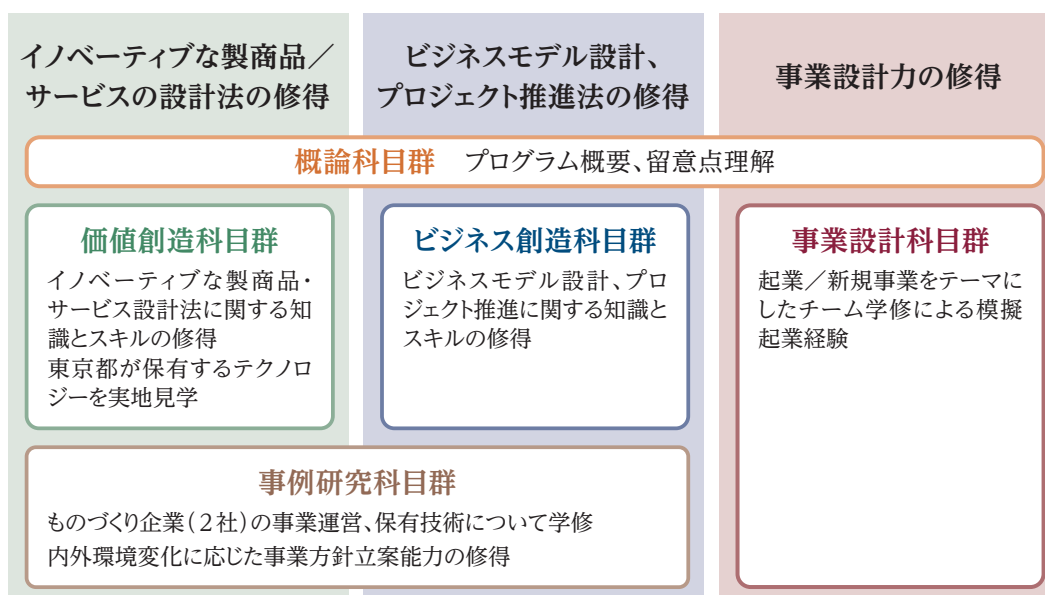 イノベーティブな製商品／
サービスの設計法の修得
ビジネスモデル設計、
プロジェクト推進法の修得
事業設計力の修得
概論科目群　プログラム概要、留意点理解
価値創造科目群
イノベーティブな製商品・
サービス設計法に関する知
識とスキルの修得
東京都が保有するテクノロ
ジーを実地見学
ビジネス創造科目群
ビジネスモデル設計、プロ
ジェクト推進に関する知識と
スキルの修得
事業設計科目群
起業／新規事業をテーマに
したチーム学修による模擬
起業経験
事例研究科目群
ものづくり企業（２社）の事業運営、保有技術について学修
内外環境変化に応じた事業方針立案能力の修得